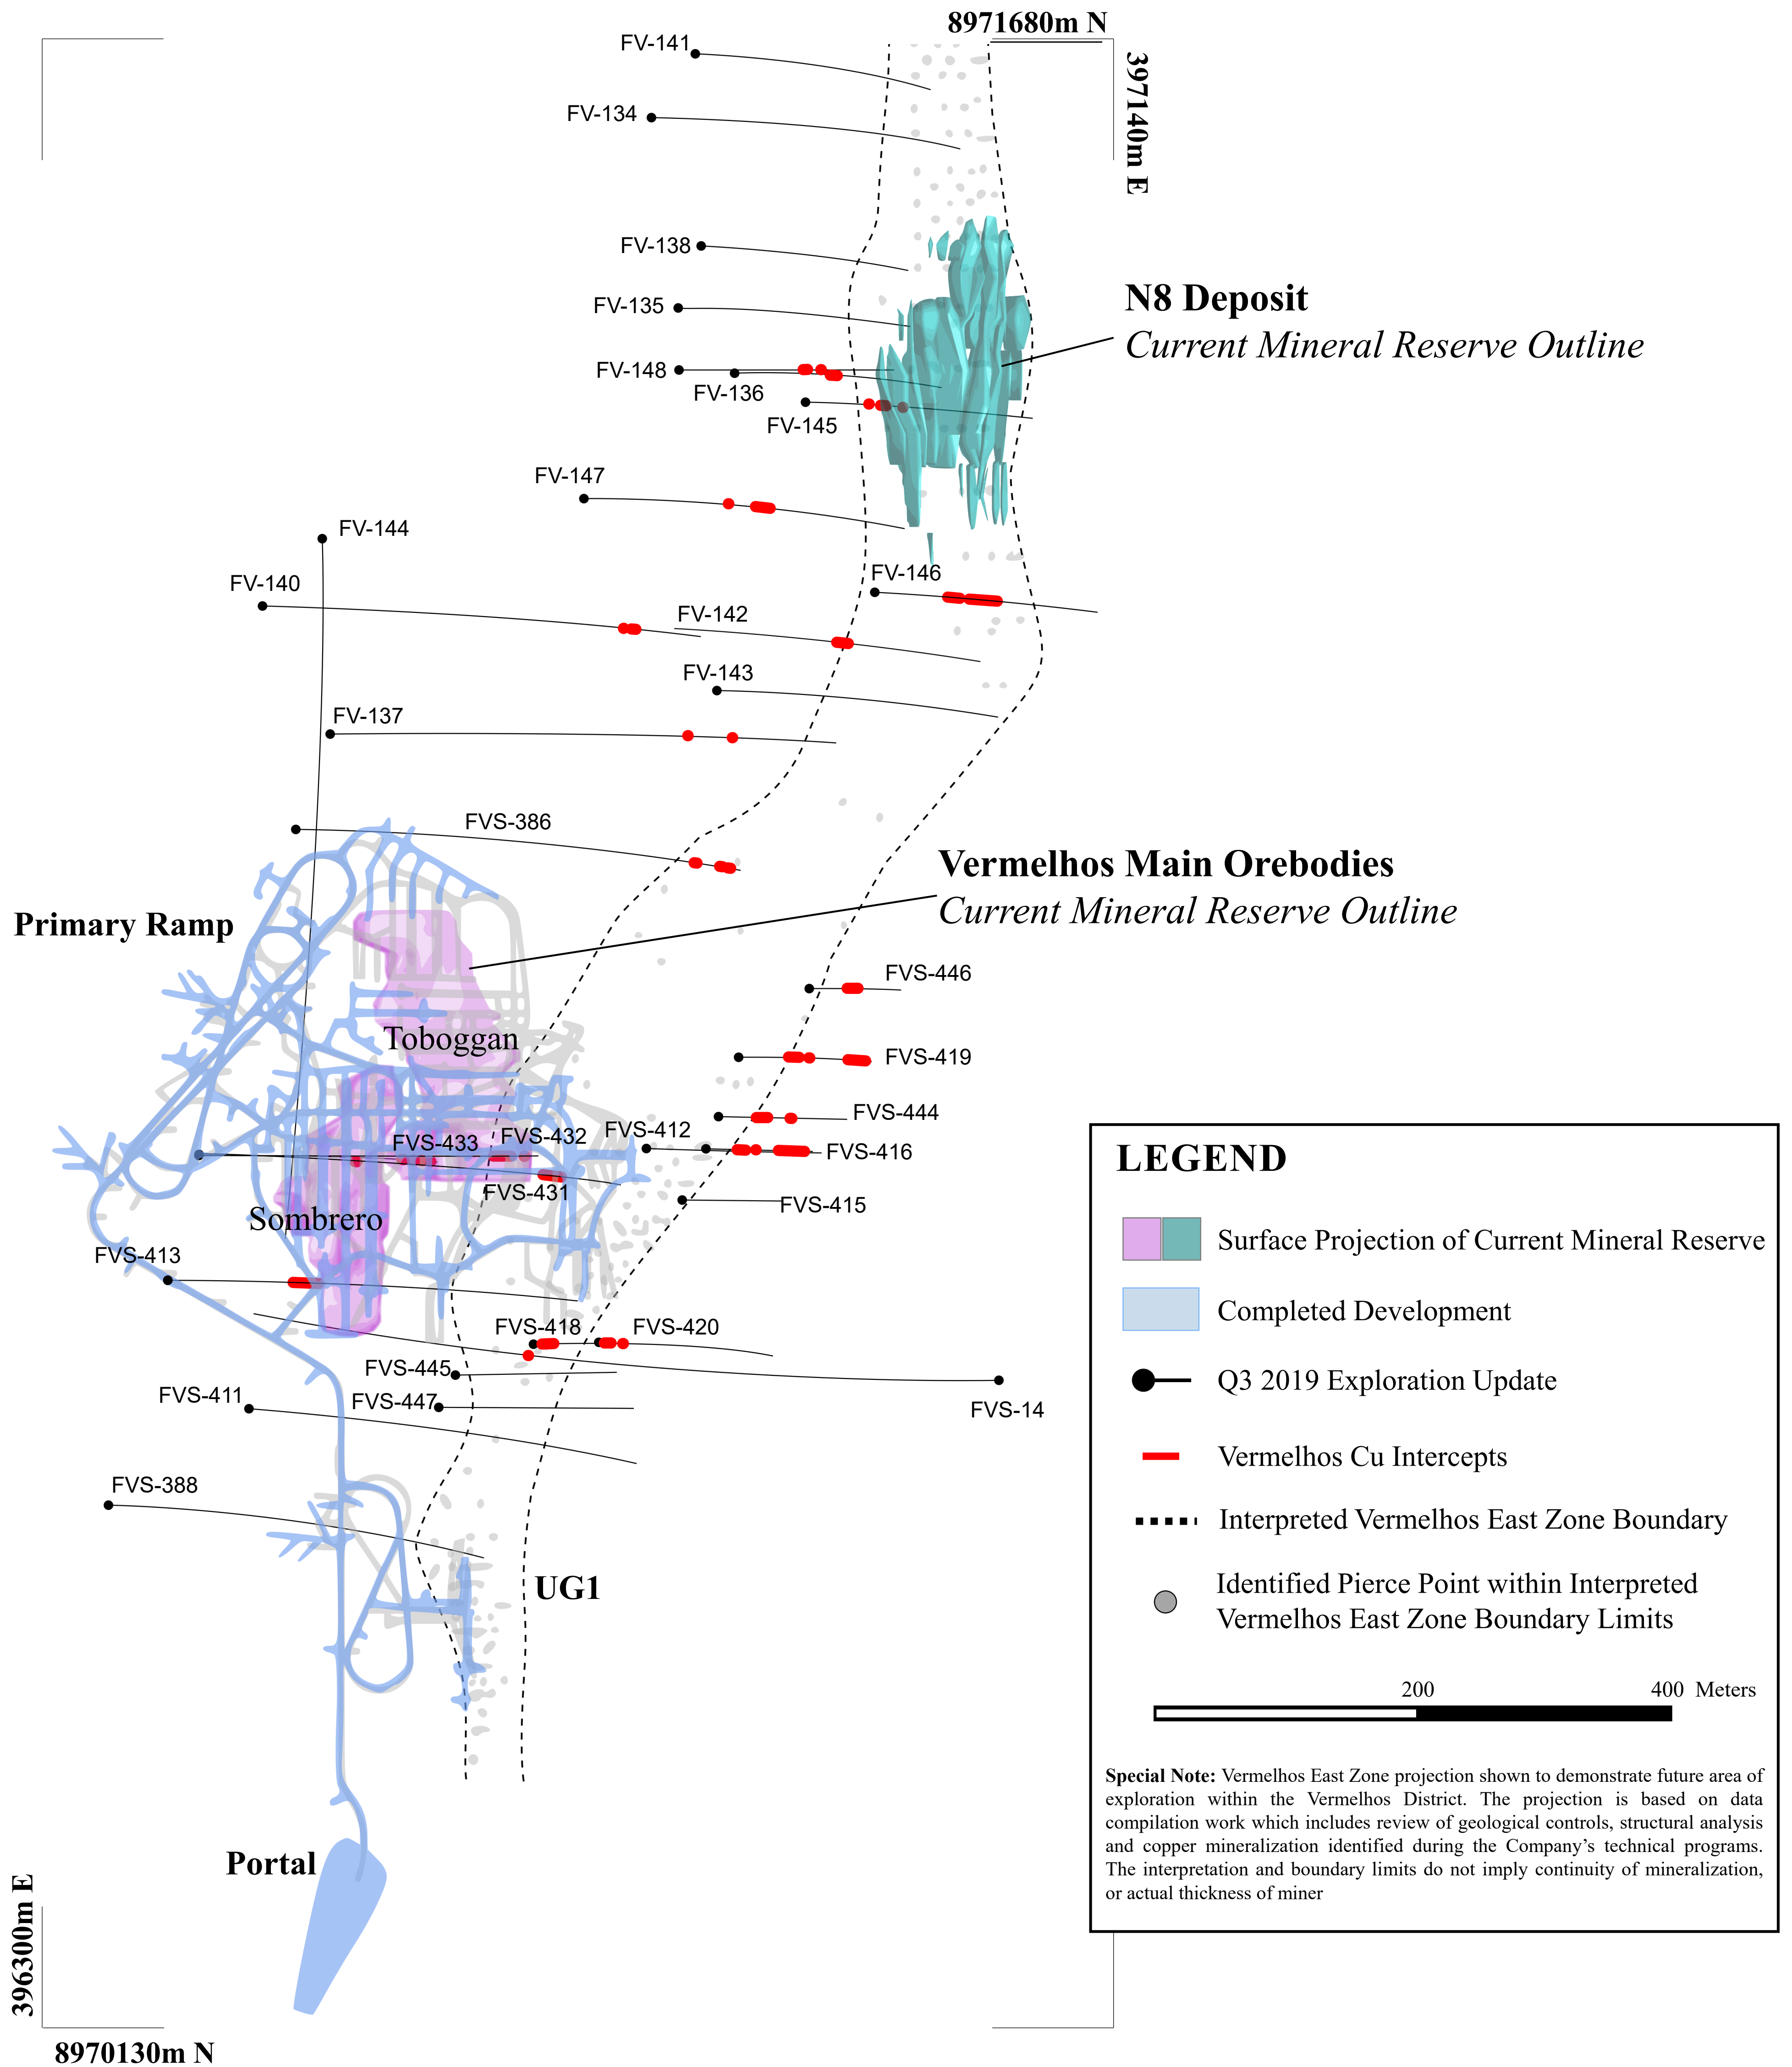 8971680m N
397140m E
FV-141
FV-134
FV-138
FV-135
FV-148
FV-136
FV-145
N8 Deposit
Current Mineral Reserve Outline
FV-147
FV-144
FV-140
FV-146
FV-142
FV-143
FV-137
FVS-386
Vermelhos Main Orebodies
Current Mineral Reserve Outline
Primary Ramp
FVS-446
Toboggan
FVS-419
FVS-444
FVS-433
FVS-432
FVS-412
FVS-416
FVS-431
FVS-415
Sombrero
FVS-413
FVS-418
FVS-420
FVS-445
FVS-411
FVS-447
FVS-14
FVS-388
UG1
Portal
396300m E
8970130m N
LEGEND
Surface Projection of Current Mineral Reserve
Completed Development
Q3 2019 Exploration Update
Vermelhos Cu Intercepts
Interpreted Vermelhos East Zone Boundary
Identified Pierce Point within Interpreted
Vermelhos East Zone Boundary Limits
200 400 Meters
Special Note: Vermelhos East Zone projection shown to demonstrate future area of
exploration within the Vermelhos District. The projection is based on data
compilation work which includes review of geological controls, structural analysis
and copper mineralization identified during the Company’s technical programs.
The interpretation and boundary limits do not imply continuity of mineralization,
or actual thickness of miner